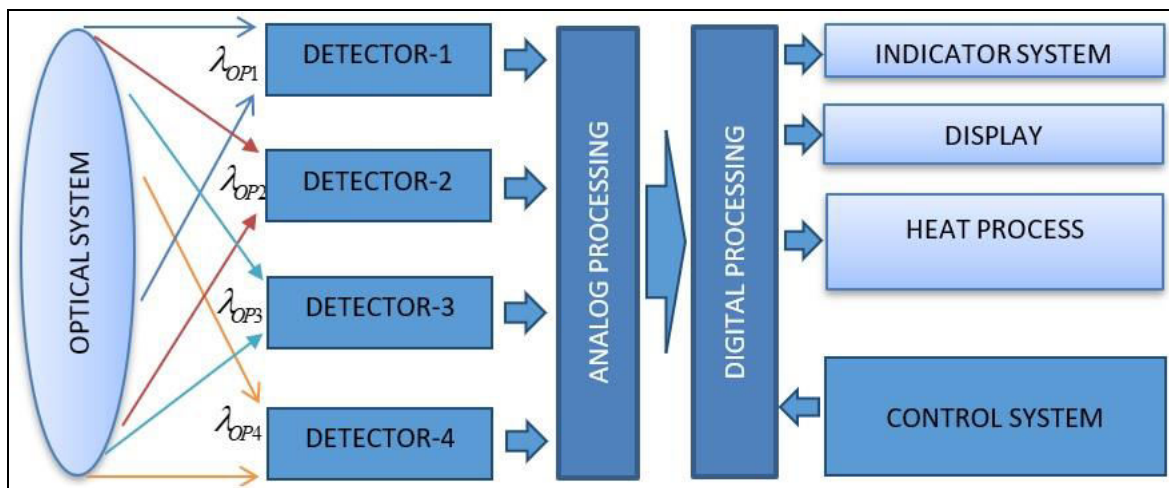 OPTICAL SYSTEM
λOP1
λOP2
λOP3
λOP4
DETECTOR-1
DETECTOR-2
DETECTOR-3
DETECTOR-4
ANALOG PROCESSING
DIGITAL PROCESSING
INDICATOR SYSTEM
DISPLAY
HEAT PROCESS
CONTROL SYSTEM